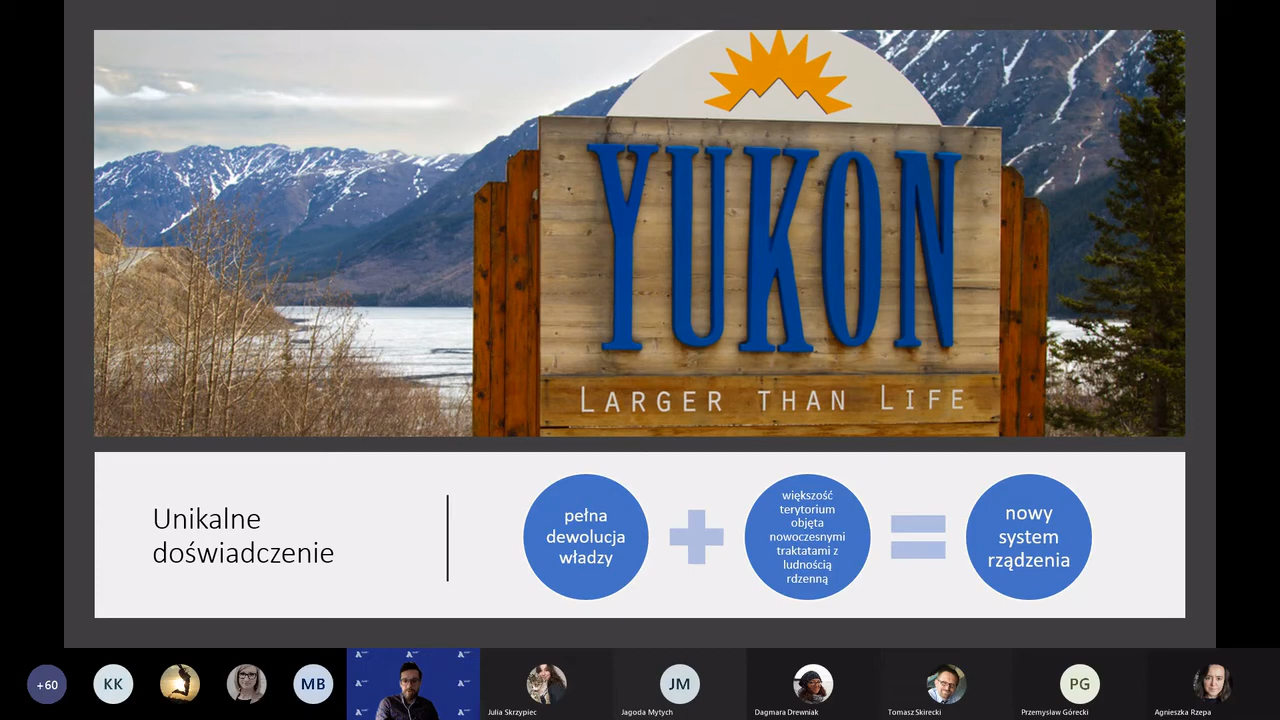 YUKON
LARGER THAN LIFE
Unikalne
doświadczenie
pełna
dewolucja
władzy
większość
terytorium
objęta
nowoczesnymi
traktatami z
ludnością
rdzenną
nowy
system
rządzenia
+60
KK
MB
JM
PG
Julia Skrzypiec
Jagoda Mytych
Dagmara Drewniak
Tomasz Skirecki
Przemysław Górecki
Agnieszka Rzepa